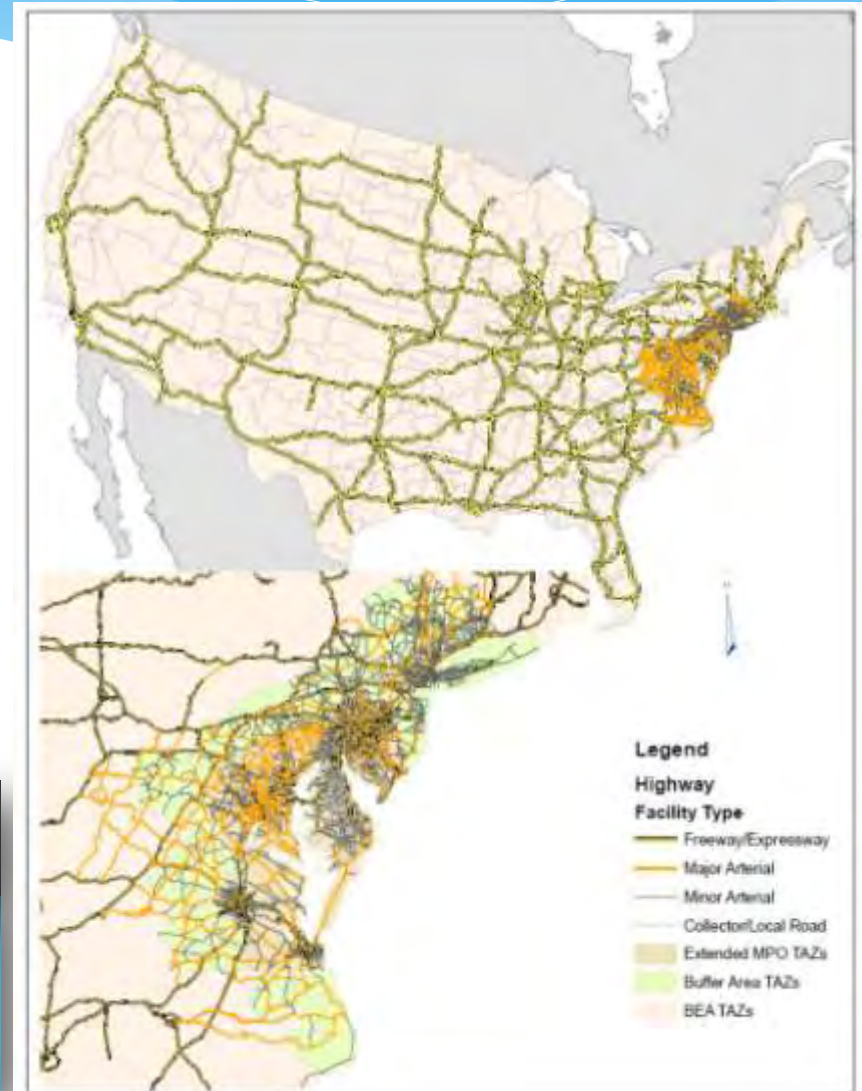 Legend
Highway
Facility Type
Freeway/Expressway
Major Arterial
Minor Arterial
Collector/Local Road
Extended MPO TAZs
Buffer Area TAZs
BEA TAZs